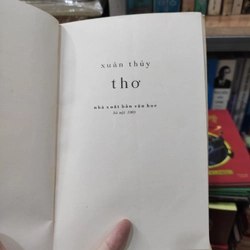 xuân thủy
thơ
nhà xuất bản văn học